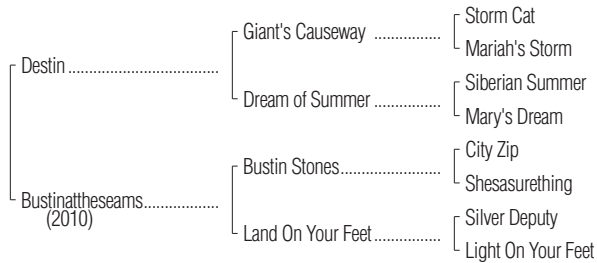 Storm Cat
Giant's Causeway ................
Mariah's Storm
Destin ....................................
Siberian Summer
Dream of Summer ................
Mary's Dream
City Zip
Bustin Stones........................
Shesasurething
Bustinattheseams..................
(2010)
Silver Deputy
Land On Your Feet................
Light On Your Feet